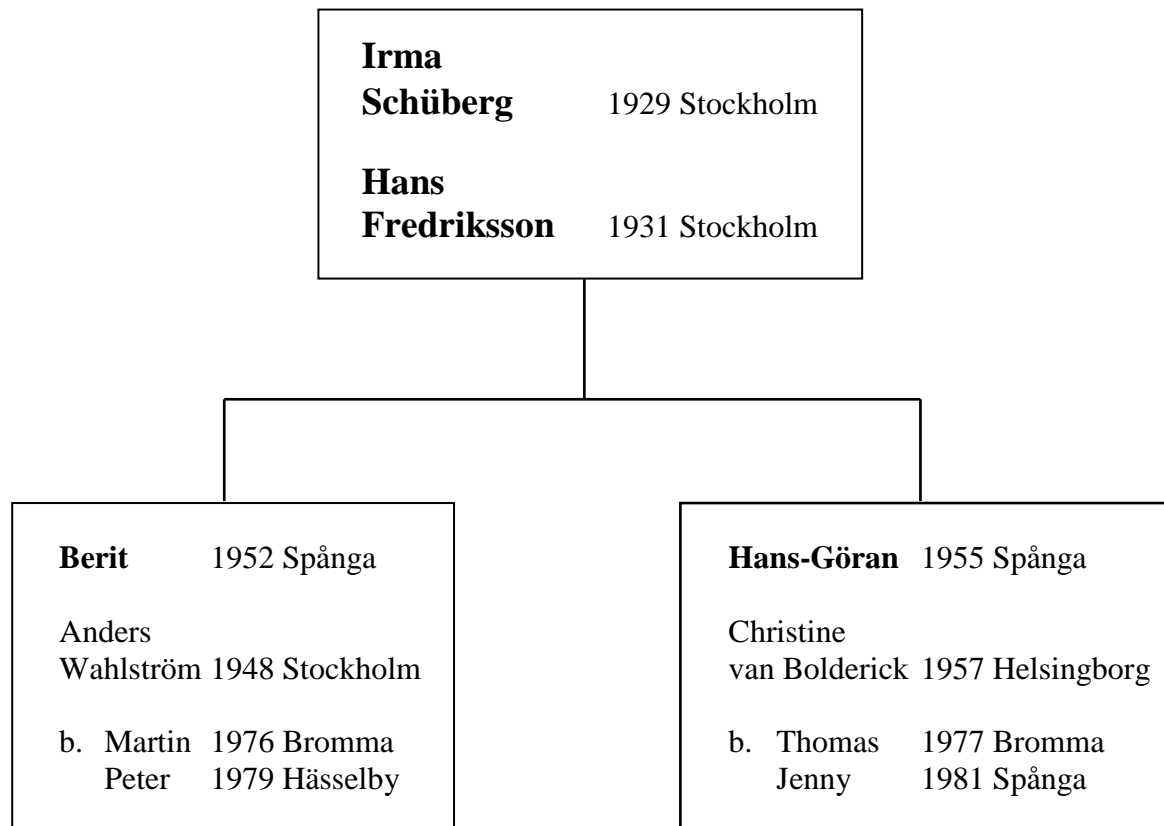 Irma
Schüberg 1929 Stockholm
Hans
Fredriksson 1931 Stockholm
Berit 1952 Spånga
Anders
Wahlström 1948 Stockholm
b. Martin 1976 Bromma
Peter 1979 Hässelby
Hans-Göran 1955 Spånga
Christine
van Bolderick 1957 Helsingborg
b. Thomas 1977 Bromma
Jenny 1981 Spånga